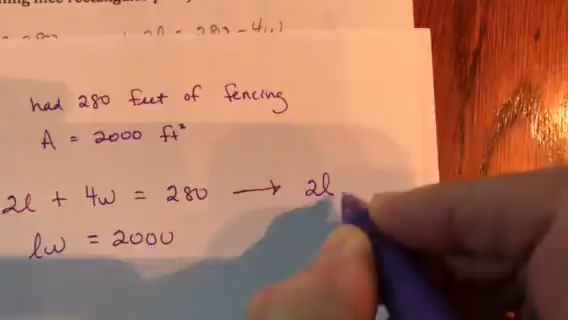 had 280 feet of fencing
A = 2000 ft²
2l + 4w = 280 → 2l
lw = 2000